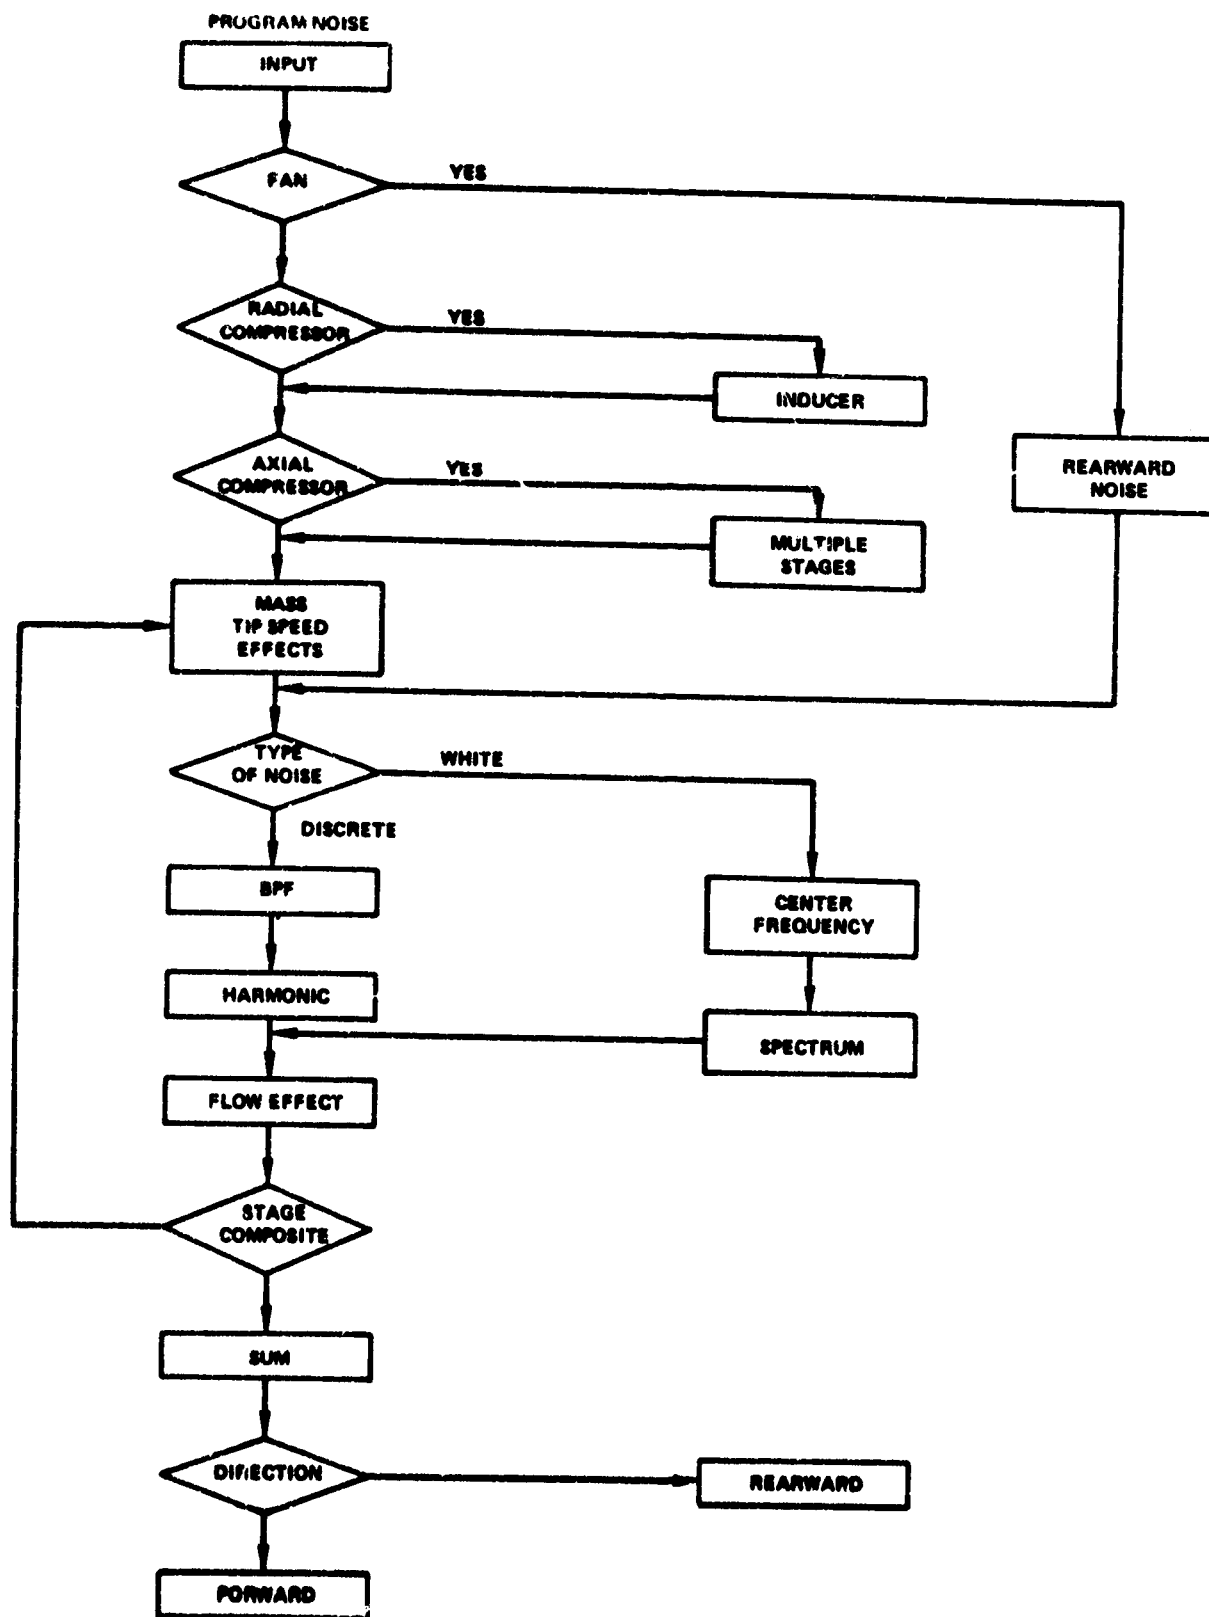 PROGRAM NOISE
INPUT
FAN
YES
RADIAL
COMPRESSOR
YES
INDUCER
AXIAL
COMPRESSOR
YES
REARWARD
NOISE
MULTIPLE
STAGES
MASS
TIP SPEED
EFFECTS
TYPE
OF NOISE
WHITE
DISCRETE
BPF
CENTER
FREQUENCY
HARMONIC
SPECTRUM
FLOW EFFECT
STAGE
COMPOSITE
SUM
DIRECTION
REARWARD
FORWARD